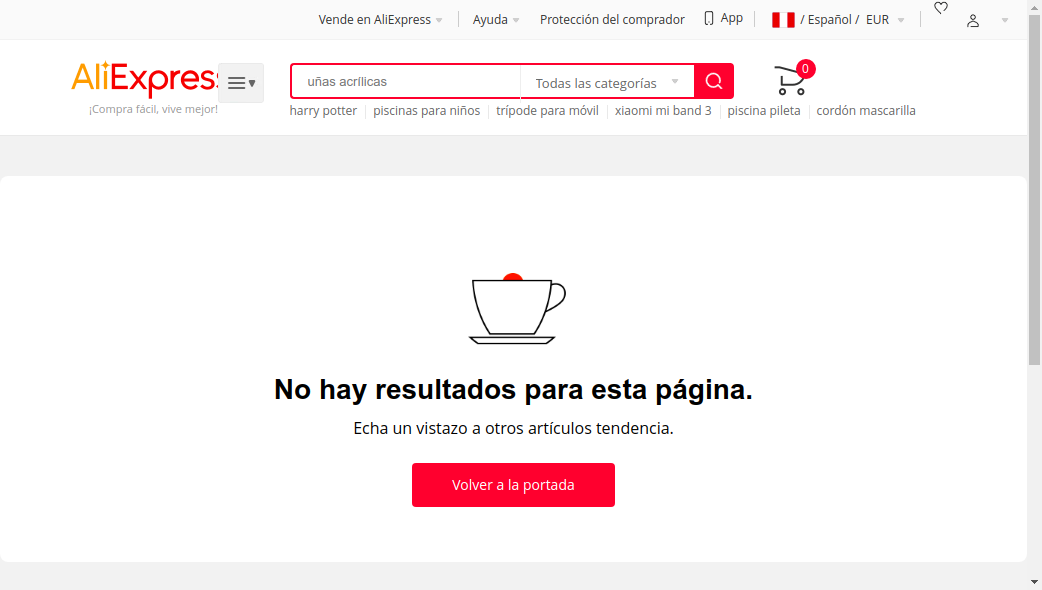 Vende en AliExpress Ayuda Protección del comprador App / Español / EUR
AliExpress
¡Compra fácil, vive mejor!
uñas acrílicas Todas las categorías 0
harry potter piscinas para niños trípode para móvil xiaomi mi band 3 piscina pileta cordón mascarilla
No hay resultados para esta página.
Echa un vistazo a otros artículos tendencia.
Volver a la portada